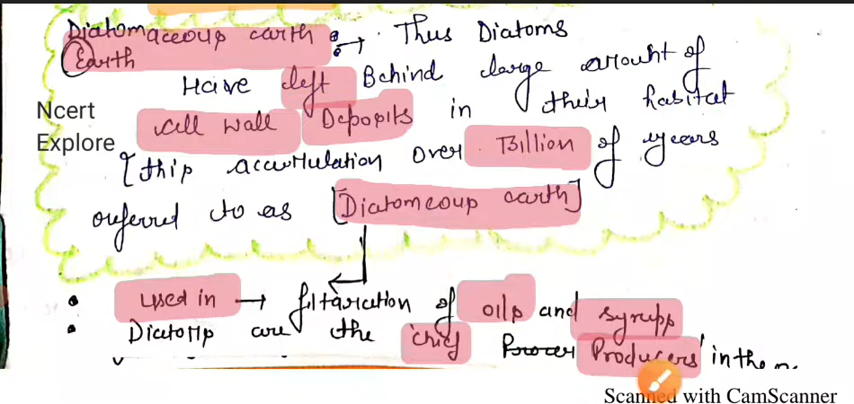 Diatomaceous earth :→ Thus Diatoms
Earth
Have left Behind large amount of
cell wall Deposits in their habitat
Ncert
Explore
[this accumulation over Billion of years
referred to as [Diatomeous earth]
• Used in → filtaration of oils and syrups
• Diatoms are the 'chief Producers' in the
Scanned with CamScanner